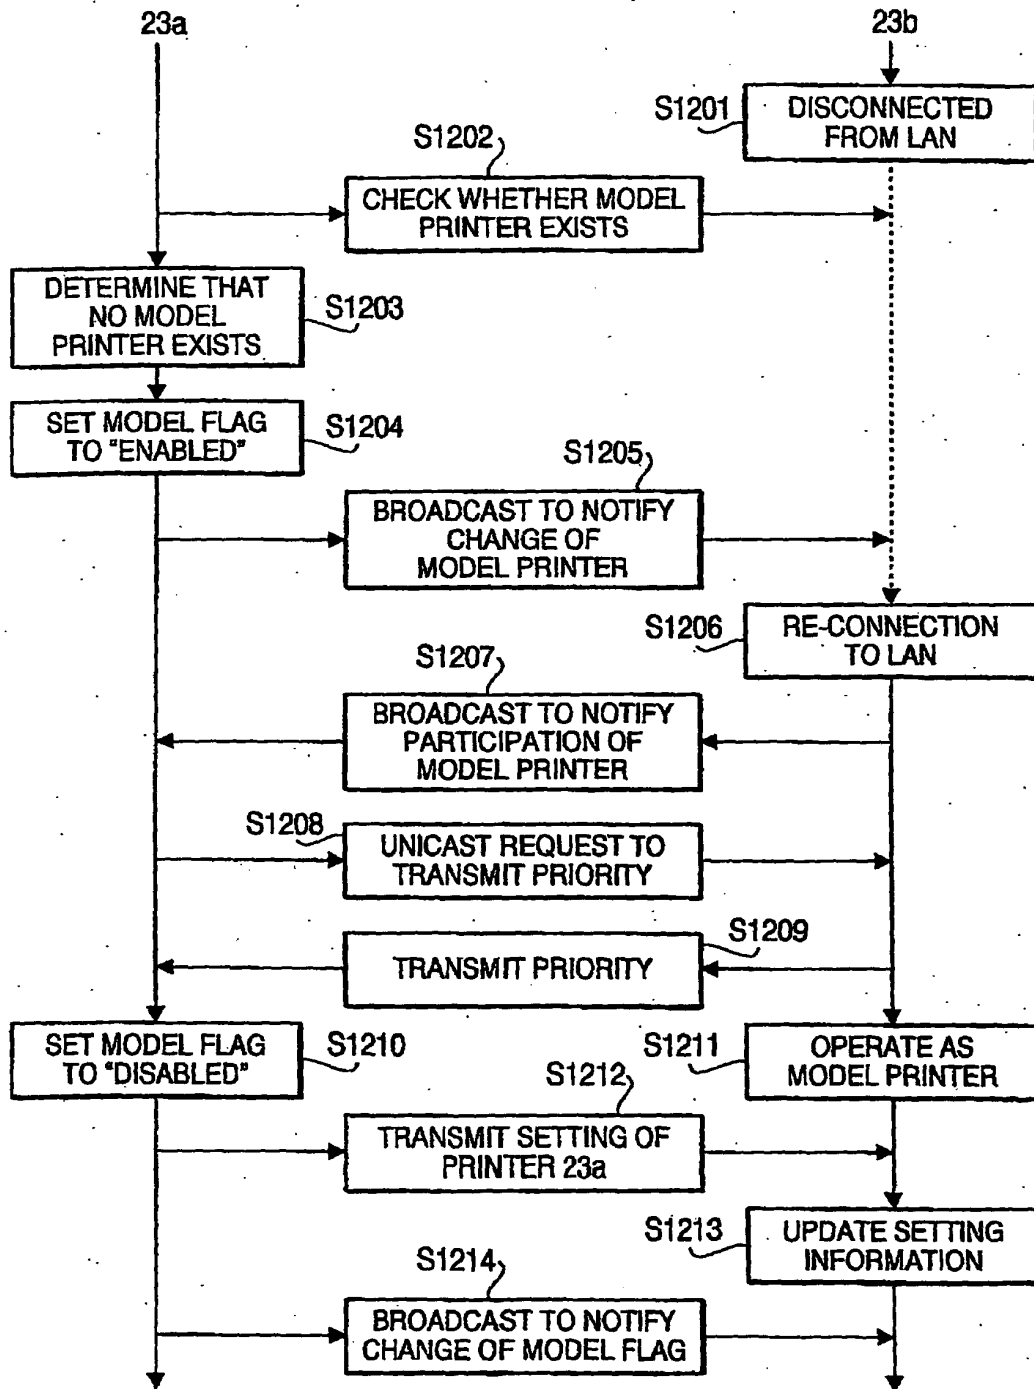 23a
23b
S1201
DISCONNECTED
FROM LAN
S1202
CHECK WHETHER MODEL
PRINTER EXISTS
DETERMINE THAT
NO MODEL
PRINTER EXISTS
S1203
SET MODEL FLAG
TO "ENABLED"
S1204
S1205
BROADCAST TO NOTIFY
CHANGE OF
MODEL PRINTER
S1206
RE-CONNECTION
TO LAN
S1207
BROADCAST TO NOTIFY
PARTICIPATION OF
MODEL PRINTER
S1208
UNICAST REQUEST TO
TRANSMIT PRIORITY
S1209
TRANSMIT PRIORITY
SET MODEL FLAG
TO "DISABLED"
S1210
S1211
OPERATE AS
MODEL PRINTER
S1212
TRANSMIT SETTING OF
PRINTER 23a
S1213
UPDATE SETTING
INFORMATION
S1214
BROADCAST TO NOTIFY
CHANGE OF MODEL FLAG